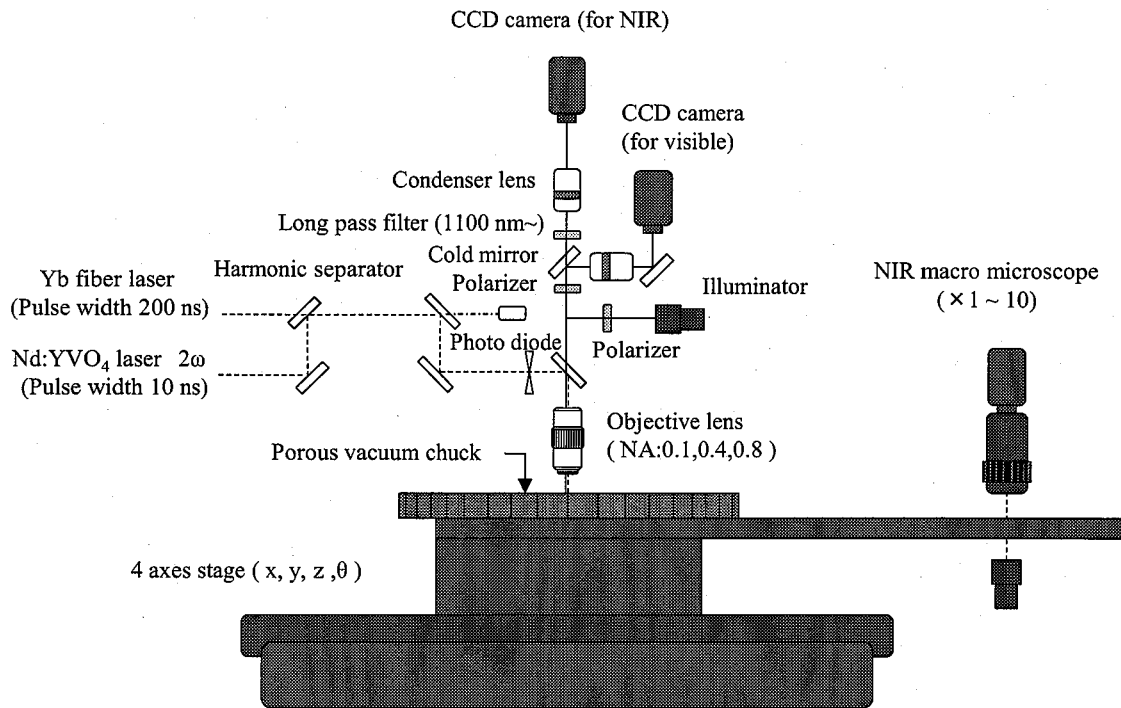 CCD camera (for NIR)
CCD camera
(for visible)
Condenser lens
Long pass filter (1100 nm~)
Cold mirror
Polarizer
Harmonic separator
Yb fiber laser
(Pulse width 200 ns)
Illuminator
NIR macro microscope
(×1 ~ 10)
Photo diode
Polarizer
Nd:YVO₄ laser 2ω
(Pulse width 10 ns)
Objective lens
( NA:0.1,0.4,0.8 )
Porous vacuum chuck
4 axes stage ( x, y, z ,θ )